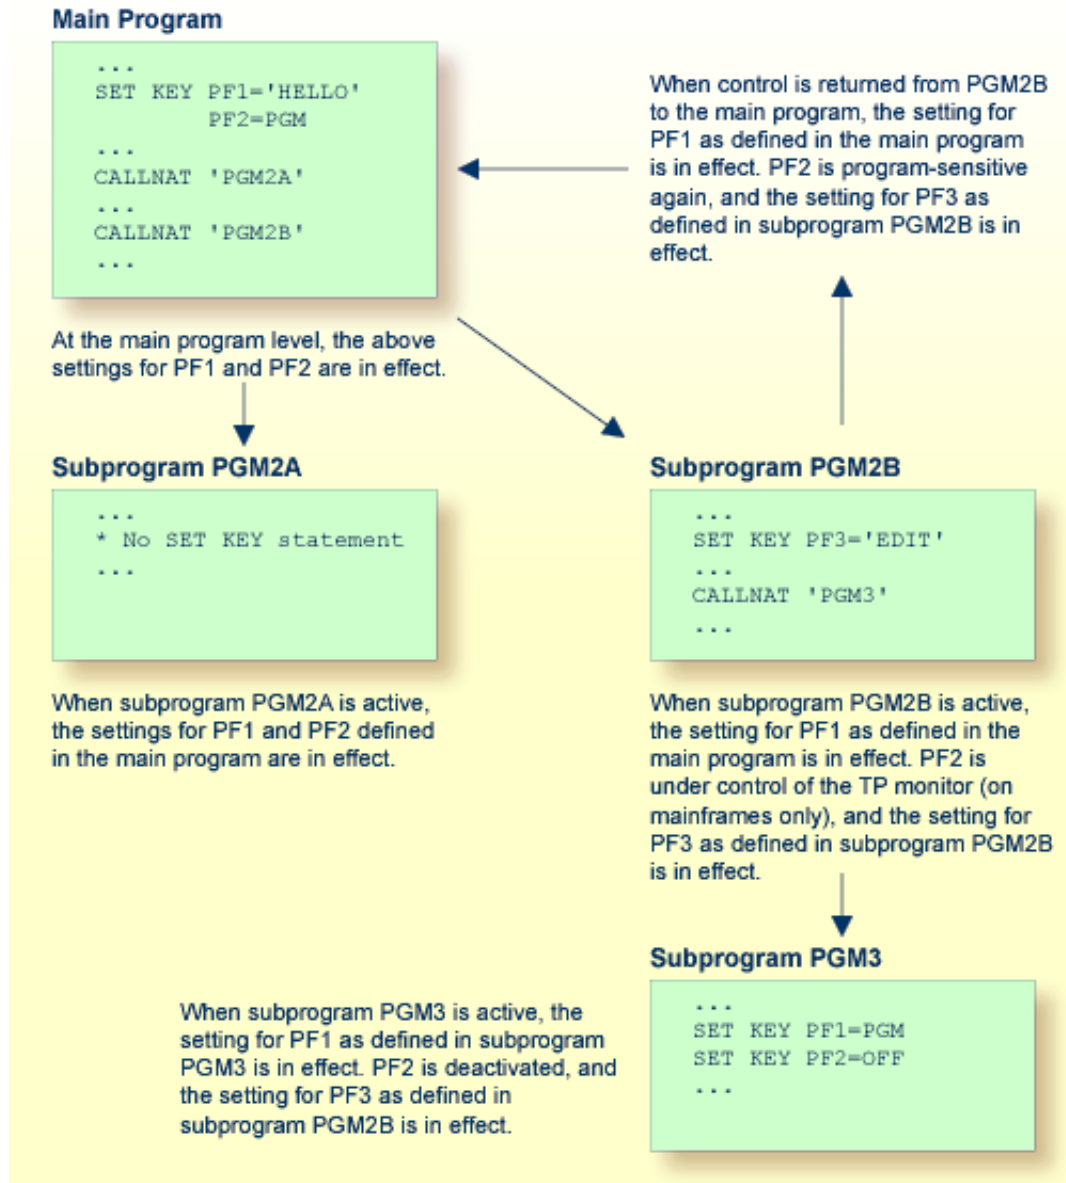 Main Program
...
SET KEY PF1='HELLO'
PF2=PGM
...
CALLNAT 'PGM2A'
...
CALLNAT 'PGM2B'
...
At the main program level, the above
settings for PF1 and PF2 are in effect.
When control is returned from PGM2B
to the main program, the setting for
PF1 as defined in the main program
is in effect. PF2 is program-sensitive
again, and the setting for PF3 as
defined in subprogram PGM2B is in
effect.
Subprogram PGM2A
...
* No SET KEY statement
...
When subprogram PGM2A is active,
the settings for PF1 and PF2 defined
in the main program are in effect.
Subprogram PGM2B
...
SET KEY PF3='EDIT'
...
CALLNAT 'PGM3'
...
When subprogram PGM2B is active,
the setting for PF1 as defined in the
main program is in effect. PF2 is
under control of the TP monitor (on
mainframes only), and the setting for
PF3 as defined in subprogram PGM2B
is in effect.
Subprogram PGM3
...
SET KEY PF1=PGM
SET KEY PF2=OFF
...
When subprogram PGM3 is active, the
setting for PF1 as defined in subprogram
PGM3 is in effect. PF2 is deactivated, and
the setting for PF3 as defined in
subprogram PGM2B is in effect.